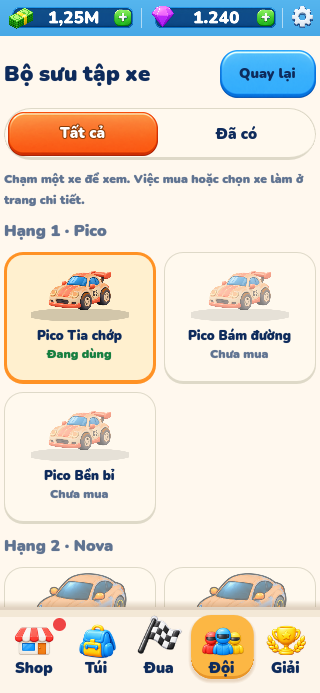 1,25M
1.240
Bộ sưu tập xe
Quay lại
Tất cả
Đã có
Chạm một xe để xem. Việc mua hoặc chọn xe làm ở
trang chi tiết.
Hạng 1 · Pico
Pico Tia chớp
Đang dùng
Pico Bám đường
Chưa mua
Pico Bền bỉ
Chưa mua
Hạng 2 · Nova
Shop
Túi
Đua
Đội
Giải